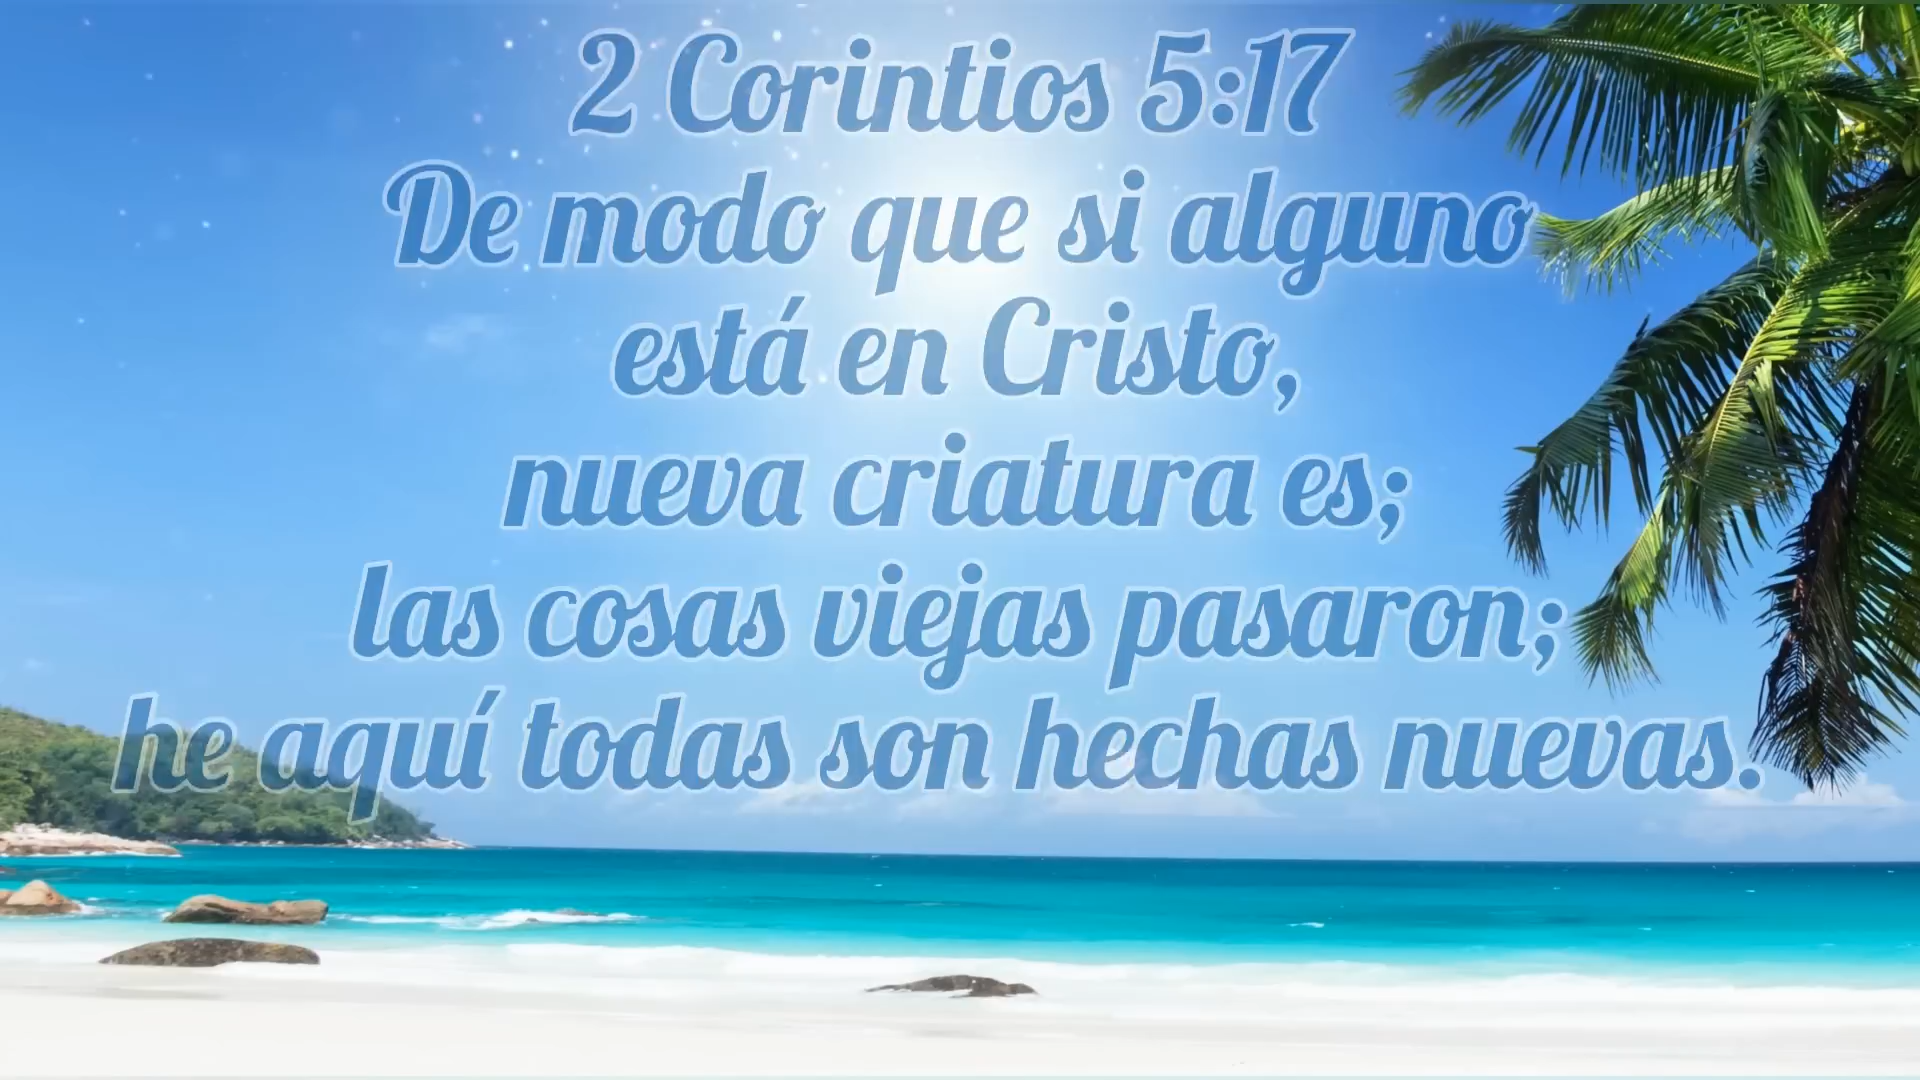 2 Corintios 5:17
De modo que si alguno
está en Cristo,
nueva criatura es;
las cosas viejas pasaron;
he aquí todas son hechas nuevas.